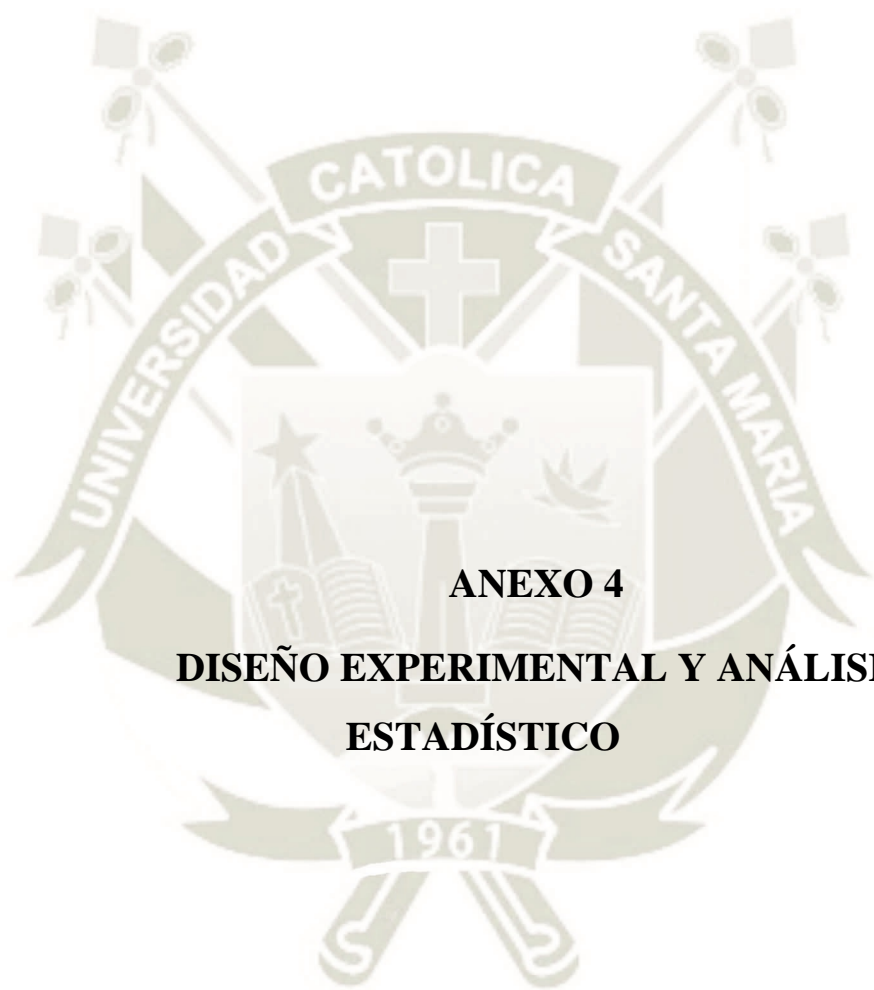 CATOLICA
UNIVERSIDAD
SANTA MARIA
ANEXO 4
DISEÑO EXPERIMENTAL Y ANÁLISI
ESTADÍSTICO
1961